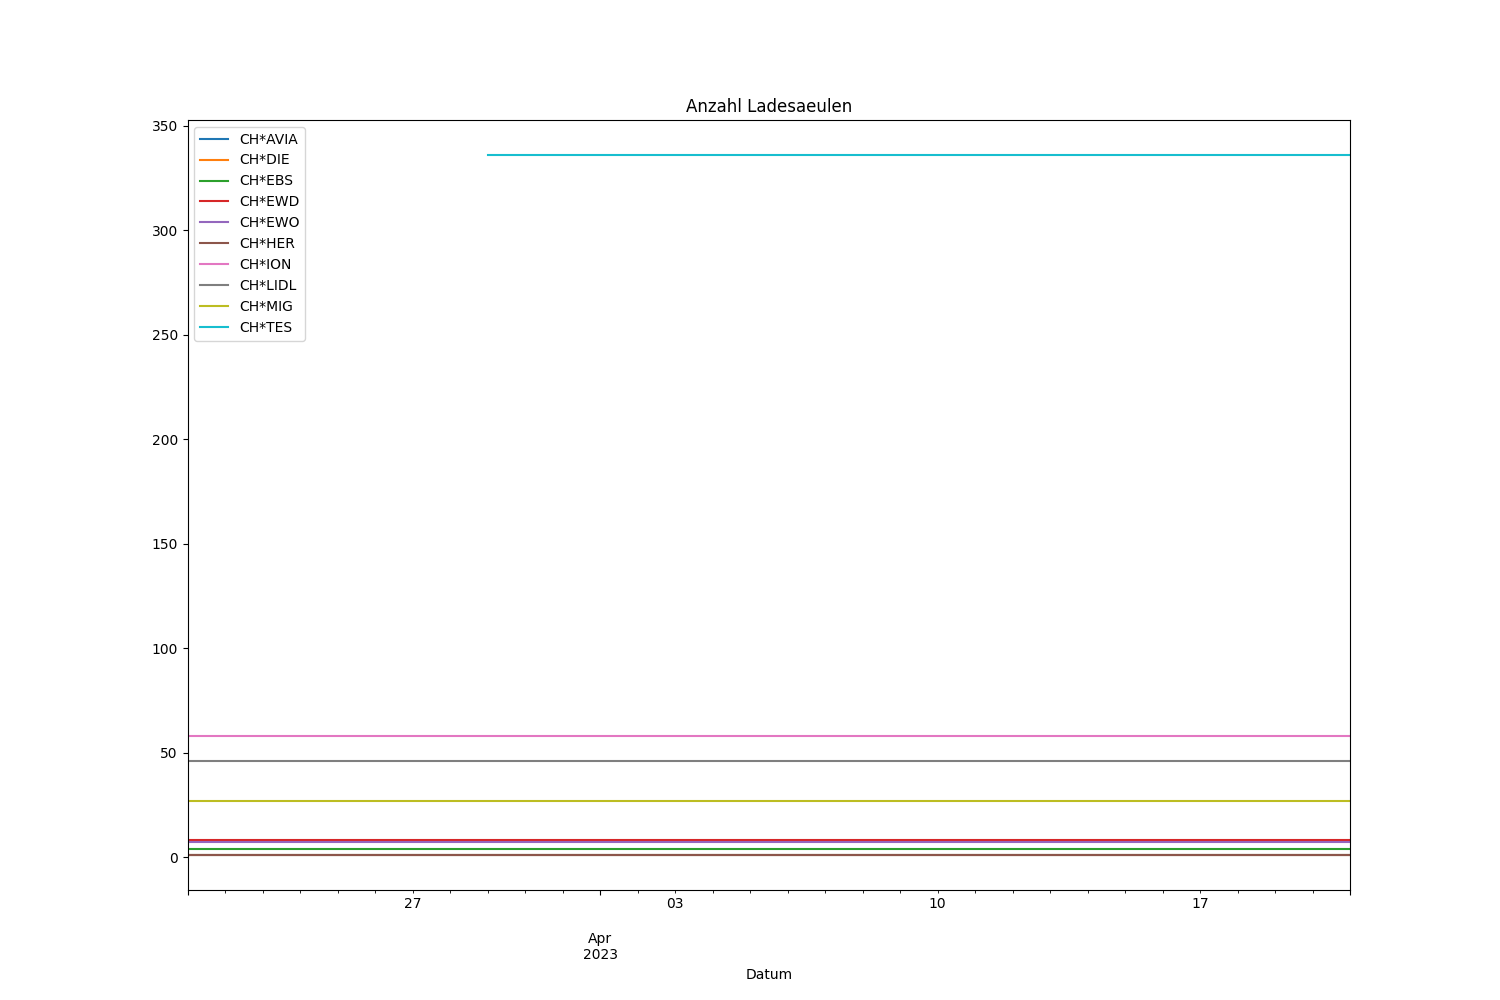 Anzahl Ladesaeulen
350
300
250
200
150
100
50
0
CH*AVIA
CH*DIE
CH*EBS
CH*EWD
CH*EWO
CH*HER
CH*ION
CH*LIDL
CH*MIG
CH*TES
27 03 10 17
Apr
2023
Datum